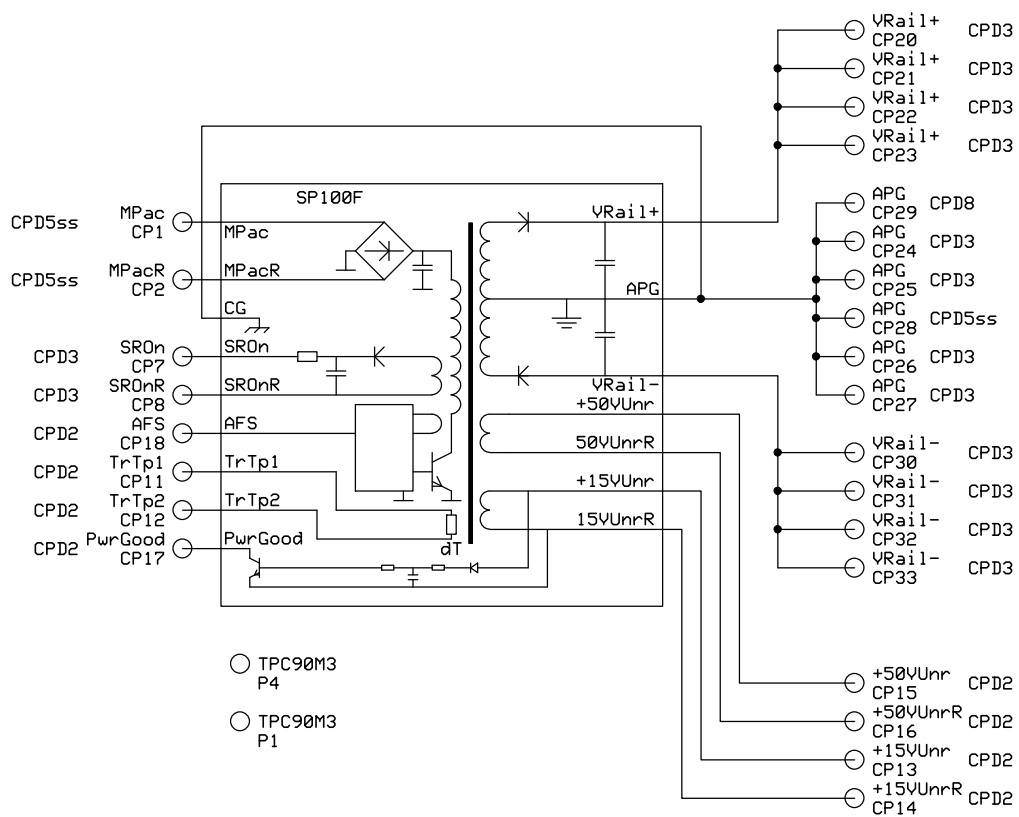 VRail+ CPD3
CP20
VRail+ CPD3
CP21
VRail+ CPD3
CP22
VRail+ CPD3
CP23
SP100F
APG CPD8
CP29
APG CPD3
CP24
APG CPD3
CP25
APG CPD5ss
CP28
APG CPD3
CP26
APG CPD3
CP27
CPD5ss MPac
CP1
MPac
CPD5ss MPacR
CP2
MPacR
CG
CPD3 SROn
CP7
SROn
CPD3 SROnR
CP8
SROnR
CPD2 AFS
CP18
AFS
CPD2 TrTp1
CP11
TrTp1
CPD2 TrTp2
CP12
TrTp2
CPD2 PwrGood
CP17
PwrGood
dT
VRail+
APG
VRail-
+50VUnr
50VUnrR
+15VUnr
15VUnrR
VRail- CPD3
CP30
VRail- CPD3
CP31
VRail- CPD3
CP32
VRail- CPD3
CP33
TPC90M3
P4
TPC90M3
P1
+50VUnr CPD2
CP15
+50VUnrR CPD2
CP16
+15VUnr CPD2
CP13
+15VUnrR CPD2
CP14